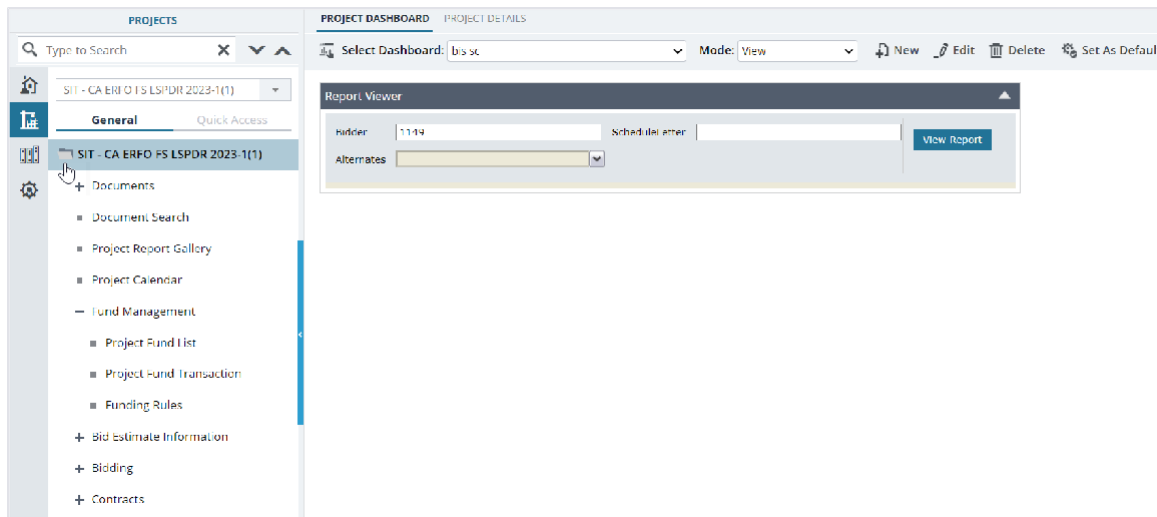 PROJECTS
PROJECT DASHBOARD PROJECT DETAILS
Type to Search
Select Dashboard: bis sc Mode: View New Edit Delete Set As Defaul
SIT - CA ERFO FS LSPDR 2023-1(1)
General Quick Access
SIT - CA ERFO FS LSPDR 2023-1(1)
Documents
Document Search
Project Report Gallery
Project Calendar
Fund Management
Project Fund List
Project Fund Transaction
Funding Rules
Bid Estimate Information
Bidding
Contracts
Report Viewer
Bidder 1149 ScheduleLetter View Report
Alternates